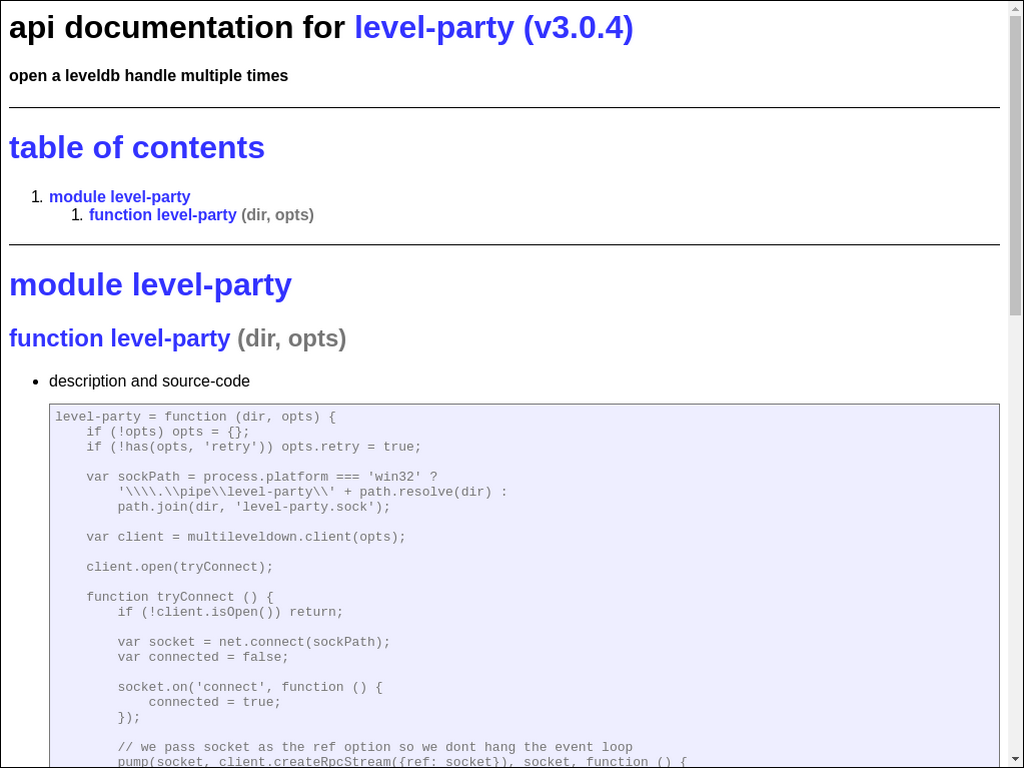 api documentation for level-party (v3.0.4)
open a leveldb handle multiple times
table of contents
1. module level-party
1. function level-party (dir, opts)
module level-party
function level-party (dir, opts)
• description and source-code
level-party = function (dir, opts) {
    if (!opts) opts = {};
    if (!has(opts, 'retry')) opts.retry = true;
    var sockPath = process.platform === 'win32' ?
        '\\\\.\\pipe\\level-party\\' + path.resolve(dir) :
        path.join(dir, 'level-party.sock');
    var client = multileveldown.client(opts);
    client.open(tryConnect);
    function tryConnect () {
        if (!client.isOpen()) return;
        var socket = net.connect(sockPath);
        var connected = false;
        socket.on('connect', function () {
            connected = true;
        });
        // we pass socket as the ref option so we dont hang the event loop
        pump(socket, client.createRpcStream({ref: socket}), socket, function () {